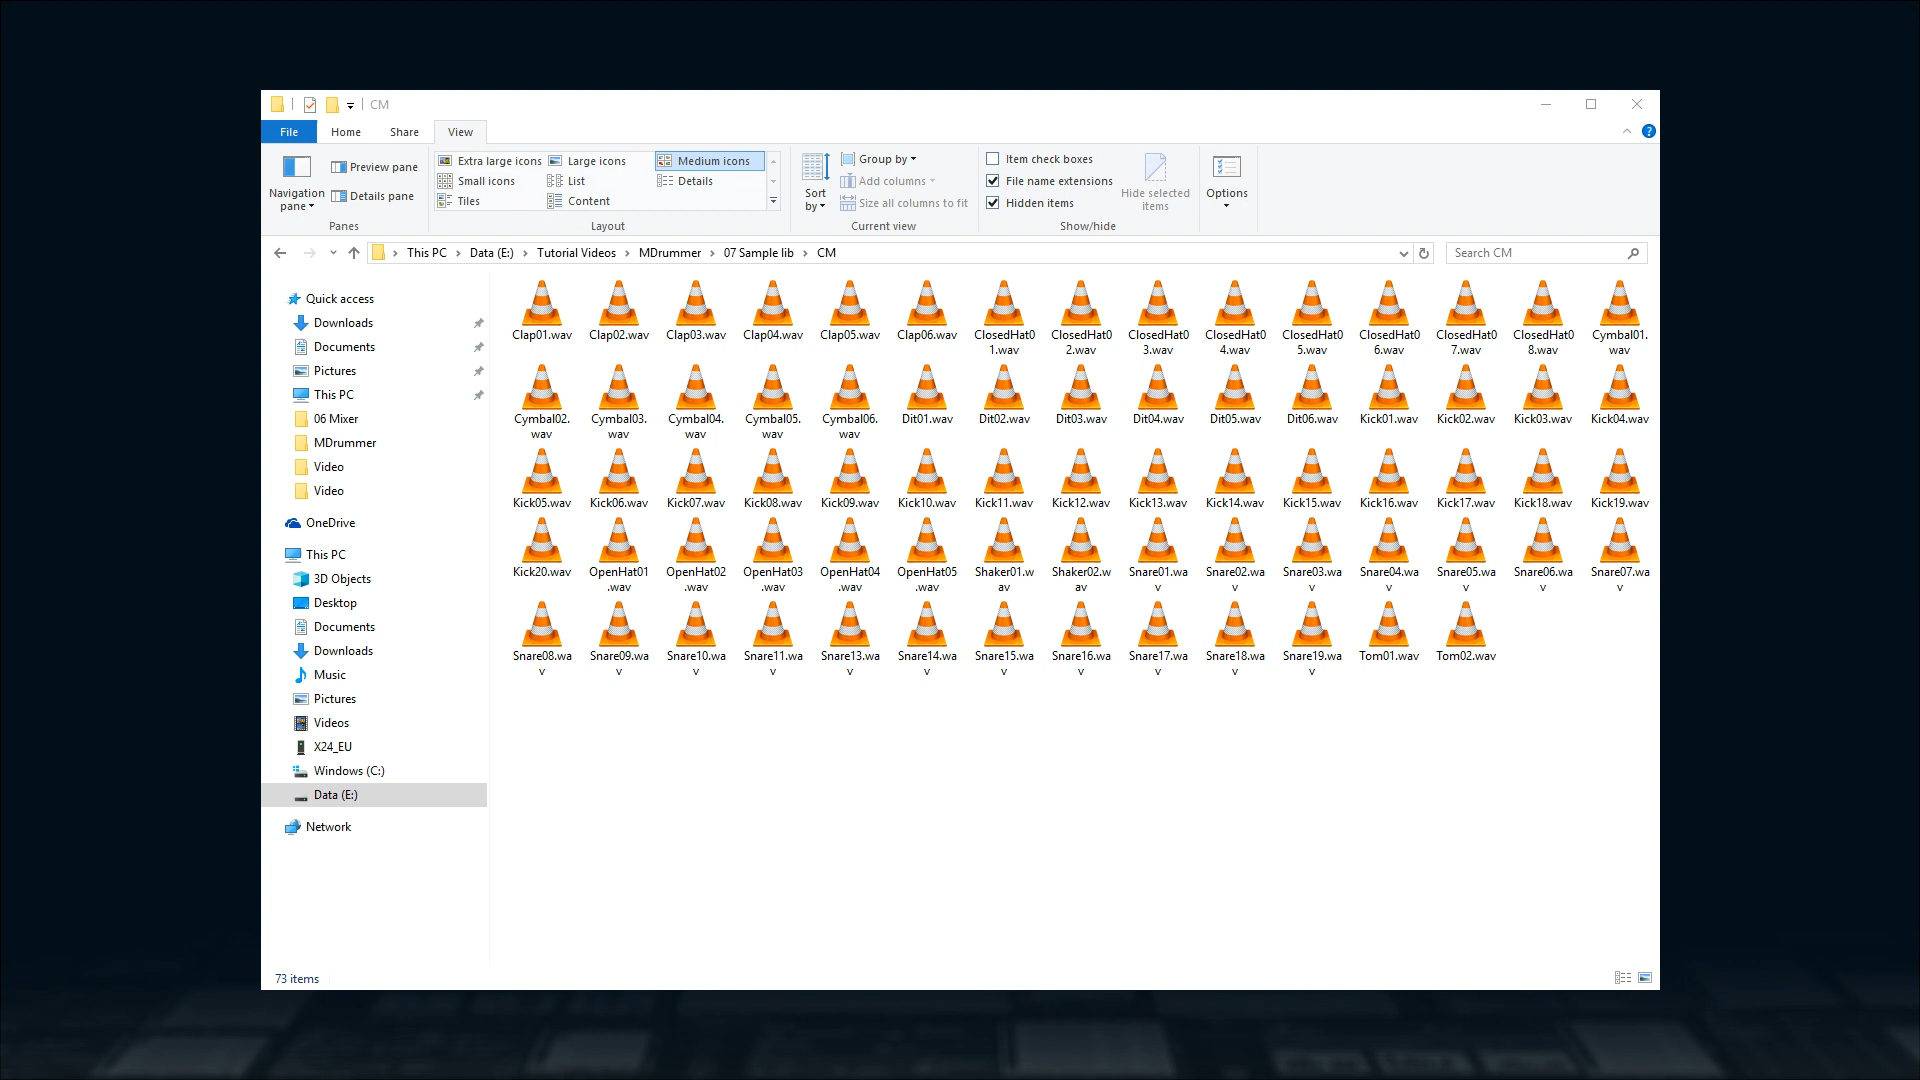 CM
File Home Share View
Navigation pane
Preview pane
Details pane
Panes
Extra large icons Large icons Medium icons
Small icons List Details
Tiles Content
Layout
Sort by
Group by
Add columns
Size all columns to fit
Current view
Item check boxes
File name extensions
Hidden items
Hide selected items
Show/hide
Options
This PC Data (E:) Tutorial Videos MDrummer 07 Sample lib CM
Search CM
Quick access
Downloads
Documents
Pictures
This PC
06 Mixer
MDrummer
Video
Video
OneDrive
This PC
3D Objects
Desktop
Documents
Downloads
Music
Pictures
Videos
X24_EU
Windows (C:)
Data (E:)
Network
Clap01.wav Clap02.wav Clap03.wav Clap04.wav Clap05.wav Clap06.wav ClosedHat01.wav ClosedHat02.wav ClosedHat03.wav ClosedHat04.wav ClosedHat05.wav ClosedHat06.wav ClosedHat07.wav ClosedHat08.wav Cymbal01.wav
Cymbal02.wav Cymbal03.wav Cymbal04.wav Cymbal05.wav Cymbal06.wav Dit01.wav Dit02.wav Dit03.wav Dit04.wav Dit05.wav Dit06.wav Kick01.wav Kick02.wav Kick03.wav Kick04.wav
Kick05.wav Kick06.wav Kick07.wav Kick08.wav Kick09.wav Kick10.wav Kick11.wav Kick12.wav Kick13.wav Kick14.wav Kick15.wav Kick16.wav Kick17.wav Kick18.wav Kick19.wav
Kick20.wav OpenHat01.wav OpenHat02.wav OpenHat03.wav OpenHat04.wav OpenHat05.wav Shaker01.wav Shaker02.wav Snare01.wav Snare02.wav Snare03.wav Snare04.wav Snare05.wav Snare06.wav Snare07.wav
Snare08.wav Snare09.wav Snare10.wav Snare11.wav Snare13.wav Snare14.wav Snare15.wav Snare16.wav Snare17.wav Snare18.wav Snare19.wav Tom01.wav Tom02.wav
73 items